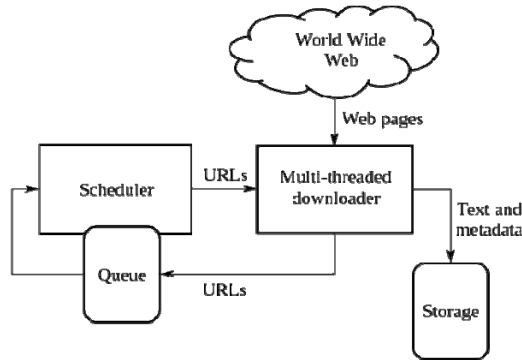 World Wide
Web
Web pages
URLs
Scheduler
Multi-threaded
downloader
Text and
metadata
Queue
URLs
Storage